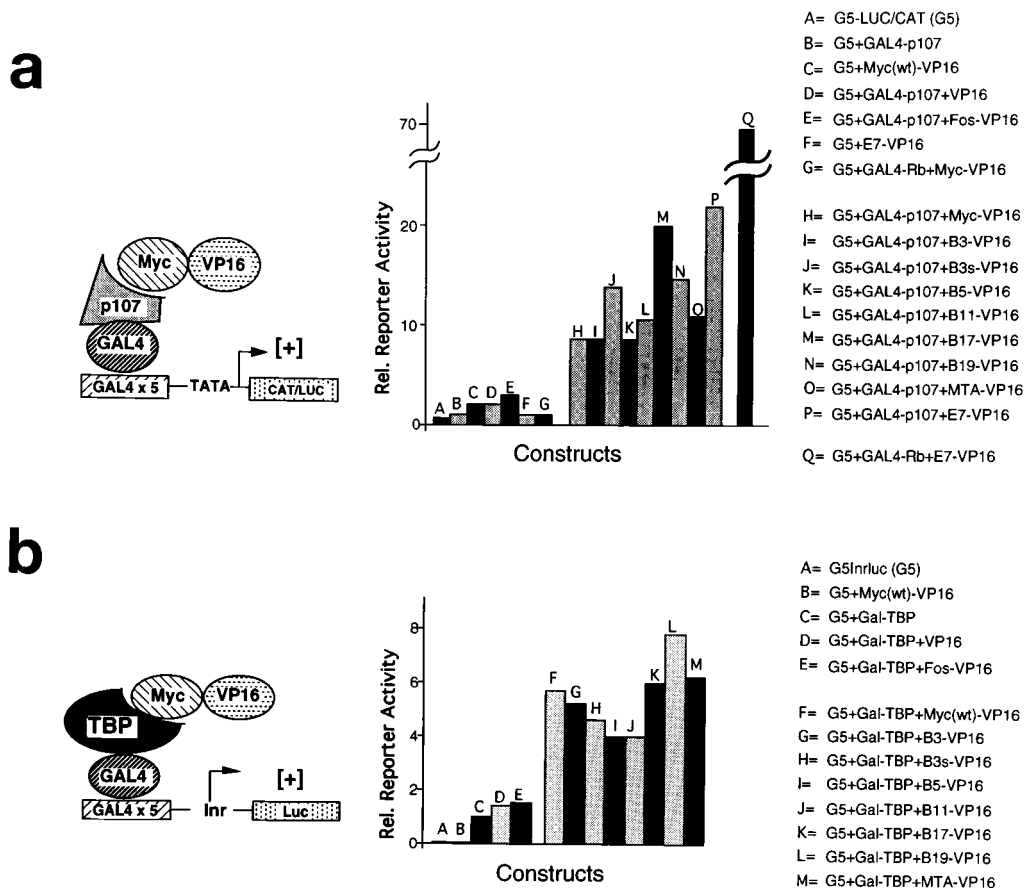 a
Myc
VP16
p107
GAL4
[+]
GAL4 x 5
TATA
CAT/LUC
Rel. Reporter Activity
70
20
10
0
A
B
C
D
E
F
G
H
I
J
K
L
M
N
O
P
Q
Constructs
A= G5-LUC/CAT (G5)
B= G5+GAL4-p107
C= G5+Myc(wt)-VP16
D= G5+GAL4-p107+VP16
E= G5+GAL4-p107+Fos-VP16
F= G5+E7-VP16
G= G5+GAL4-Rb+Myc-VP16
H= G5+GAL4-p107+Myc-VP16
I= G5+GAL4-p107+B3-VP16
J= G5+GAL4-p107+B3s-VP16
K= G5+GAL4-p107+B5-VP16
L= G5+GAL4-p107+B11-VP16
M= G5+GAL4-p107+B17-VP16
N= G5+GAL4-p107+B19-VP16
O= G5+GAL4-p107+MTA-VP16
P= G5+GAL4-p107+E7-VP16
Q= G5+GAL4-Rb+E7-VP16
b
Myc
VP16
TBP
GAL4
[+]
GAL4 x 5
Inr
Luc
Rel. Reporter Activity
8
6
4
2
0
A
B
C
D
E
F
G
H
I
J
K
L
M
Constructs
A= G5Inrluc (G5)
B= G5+Myc(wt)-VP16
C= G5+Gal-TBP
D= G5+Gal-TBP+VP16
E= G5+Gal-TBP+Fos-VP16
F= G5+Gal-TBP+Myc(wt)-VP16
G= G5+Gal-TBP+B3-VP16
H= G5+Gal-TBP+B3s-VP16
I= G5+Gal-TBP+B5-VP16
J= G5+Gal-TBP+B11-VP16
K= G5+Gal-TBP+B17-VP16
L= G5+Gal-TBP+B19-VP16
M= G5+Gal-TBP+MTA-VP16